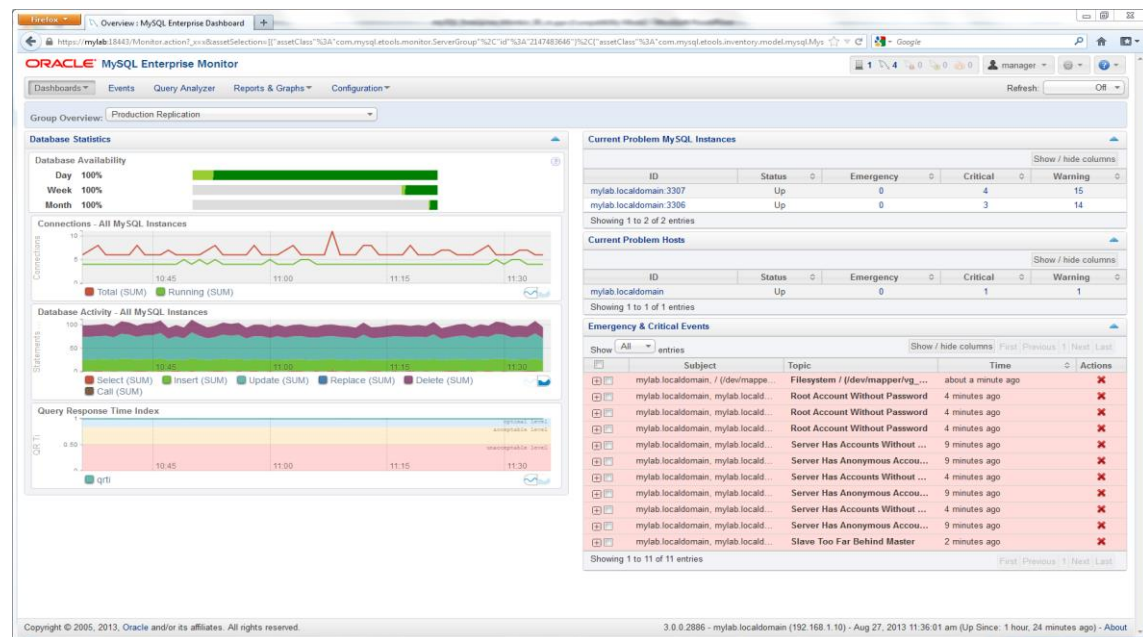 Firefox
Overview : MySQL Enterprise Dashboard
https://mylab:18443/Monitor.action?_x=x&assetSelection=[{"assetClass"%3A"com.mysql.etools.monitor.ServerGroup"%2C"id"%3A"2147483646"}%2C{"assetClass"%3A"com.mysql.etools.inventory.model.mysql.Mys
Google
ORACLE MySQL Enterprise Monitor
1 4 0 0 0 manager
Dashboards Events Query Analyzer Reports & Graphs Configuration Refresh: Off
Group Overview: Production Replication
Database Statistics
Database Availability
Day 100%
Week 100%
Month 100%
Connections - All MySQL Instances
Connections
10
5
0
10:45 11:00 11:15 11:30
Total (SUM) Running (SUM)
Database Activity - All MySQL Instances
Statements
100
50
10:45 11:00 11:15 11:30
Select (SUM) Insert (SUM) Update (SUM) Replace (SUM) Delete (SUM)
Call (SUM)
Query Response Time Index
QR Ti
1
0.50
0
optimal level
acceptable level
unacceptable level
10:45 11:00 11:15 11:30
qrti
Current Problem MySQL Instances
Show / hide columns
ID Status Emergency Critical Warning
mylab.localdomain:3307 Up 0 4 15
mylab.localdomain:3306 Up 0 3 14
Showing 1 to 2 of 2 entries
Current Problem Hosts
Show / hide columns
ID Status Emergency Critical Warning
mylab.localdomain Up 0 1 1
Showing 1 to 1 of 1 entries
Emergency & Critical Events
Show All entries Show / hide columns First Previous 1 Next Last
Subject Topic Time Actions
mylab.localdomain, / (/dev/mappe... Filesystem / (/dev/mapper/vg_... about a minute ago
mylab.localdomain, mylab.locald... Root Account Without Password 4 minutes ago
mylab.localdomain, mylab.locald... Root Account Without Password 4 minutes ago
mylab.localdomain, mylab.locald... Root Account Without Password 4 minutes ago
mylab.localdomain, mylab.locald... Server Has Accounts Without ... 9 minutes ago
mylab.localdomain, mylab.locald... Server Has Anonymous Accou... 9 minutes ago
mylab.localdomain, mylab.locald... Server Has Accounts Without ... 4 minutes ago
mylab.localdomain, mylab.locald... Server Has Anonymous Accou... 9 minutes ago
mylab.localdomain, mylab.locald... Server Has Accounts Without ... 4 minutes ago
mylab.localdomain, mylab.locald... Server Has Anonymous Accou... 9 minutes ago
mylab.localdomain, mylab.locald... Slave Too Far Behind Master 2 minutes ago
Showing 1 to 11 of 11 entries First Previous 1 Next Last
Copyright © 2005, 2013, Oracle and/or its affiliates. All rights reserved.
3.0.0.2886 - mylab.localdomain (192.168.1.10) - Aug 27, 2013 11:36:01 am (Up Since: 1 hour, 24 minutes ago) - About